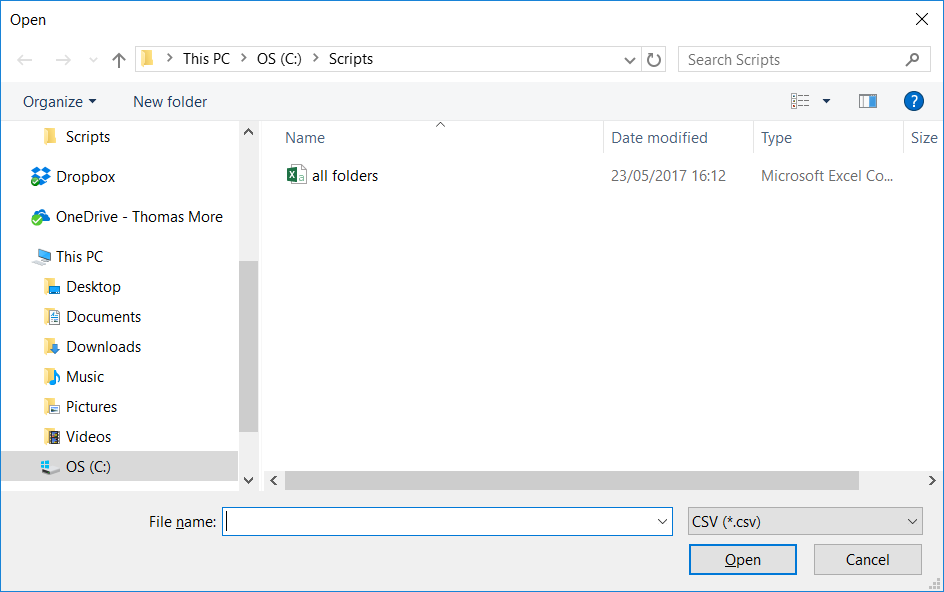 Open
This PC > OS (C:) > Scripts
Search Scripts
Organize
New folder
?
Scripts
Dropbox
OneDrive - Thomas More
This PC
Desktop
Documents
Downloads
Music
Pictures
Videos
OS (C:)
Name Date modified Type Size
all folders 23/05/2017 16:12 Microsoft Excel Co...
File name:
CSV (*.csv)
Open
Cancel